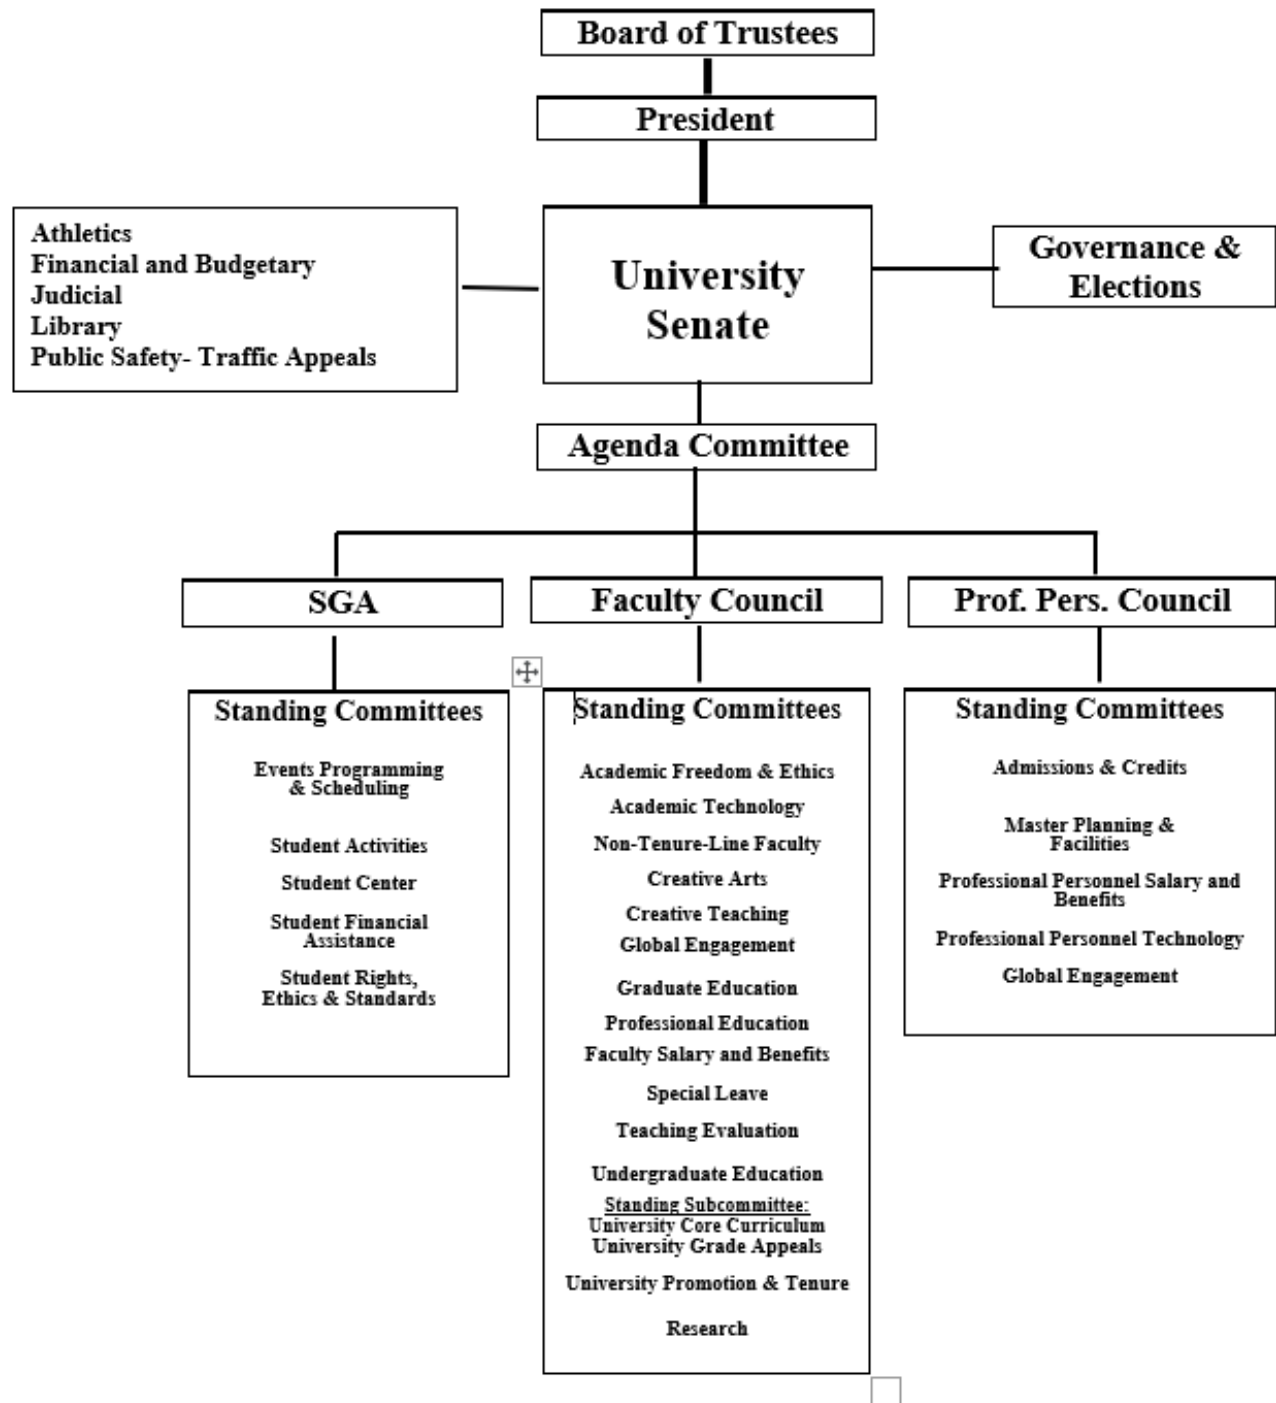 Board of Trustees
President
Athletics
Financial and Budgetary
Judicial
Library
Public Safety- Traffic Appeals
University
Senate
Governance &
Elections
Agenda Committee
SGA
Faculty Council
Prof. Pers. Council
Standing Committees
Events Programming
& Scheduling
Student Activities
Student Center
Student Financial
Assistance
Student Rights,
Ethics & Standards
Standing Committees
Academic Freedom & Ethics
Academic Technology
Non-Tenure-Line Faculty
Creative Arts
Creative Teaching
Global Engagement
Graduate Education
Professional Education
Faculty Salary and Benefits
Special Leave
Teaching Evaluation
Undergraduate Education
Standing Subcommittee:
University Core Curriculum
University Grade Appeals
University Promotion & Tenure
Research
Standing Committees
Admissions & Credits
Master Planning &
Facilities
Professional Personnel Salary and
Benefits
Professional Personnel Technology
Global Engagement